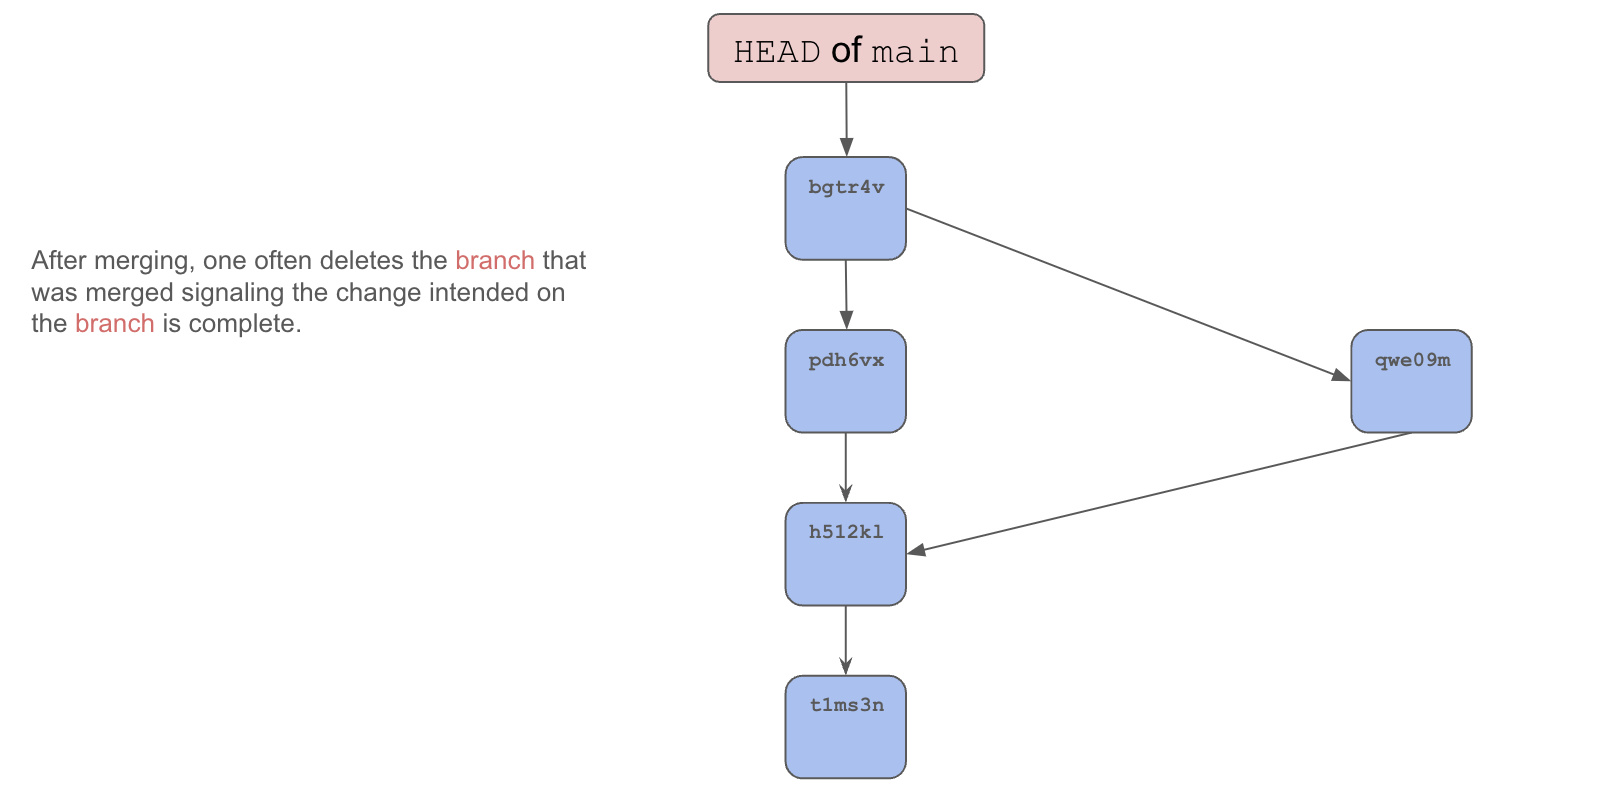 HEAD of main
bgtr4v
After merging, one often deletes the branch that
was merged signaling the change intended on
the branch is complete.
pdh6vx
qwe09m
h512kl
t1ms3n